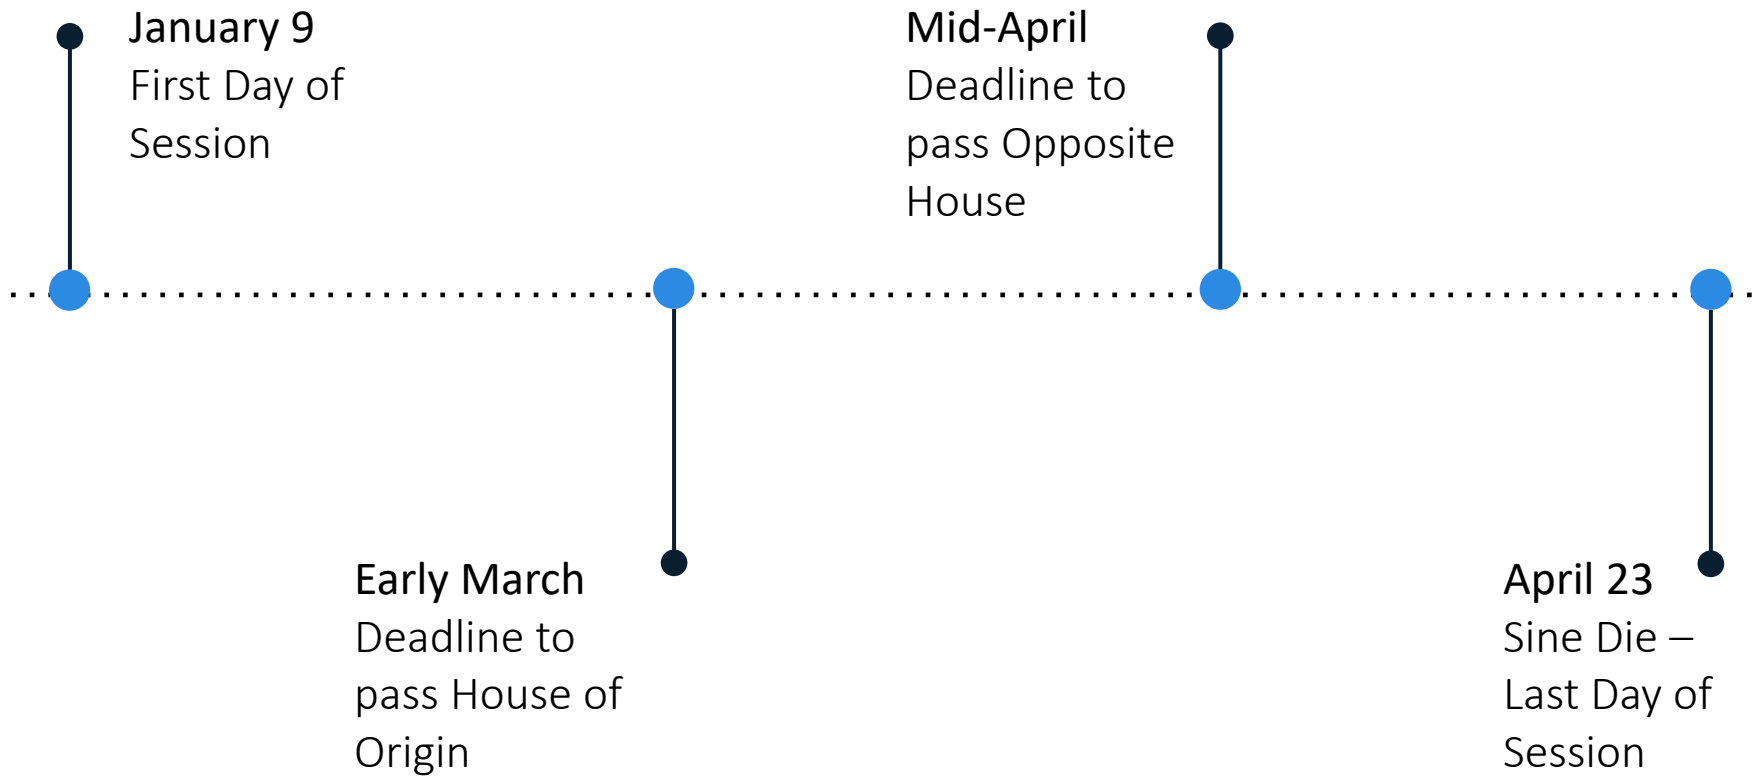 January 9
First Day of
Session
Early March
Deadline to
pass House of
Origin
Mid-April
Deadline to
pass Opposite
House
April 23
Sine Die –
Last Day of
Session